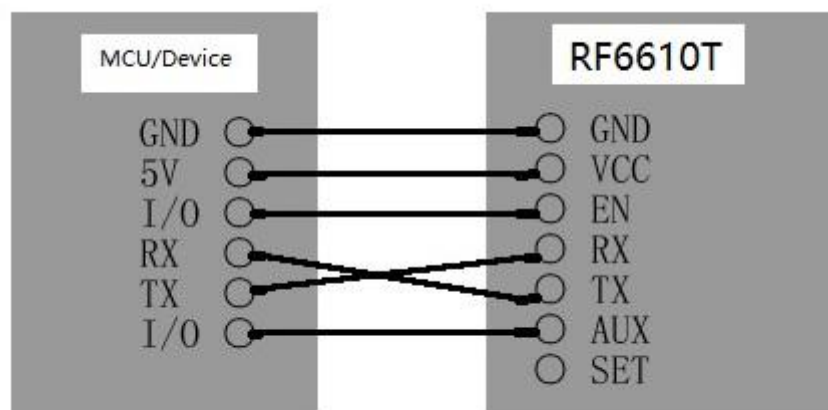 MCU/Device
GND
5V
I/O
RX
TX
I/O
RF6610T
GND
VCC
EN
RX
TX
AUX
SET